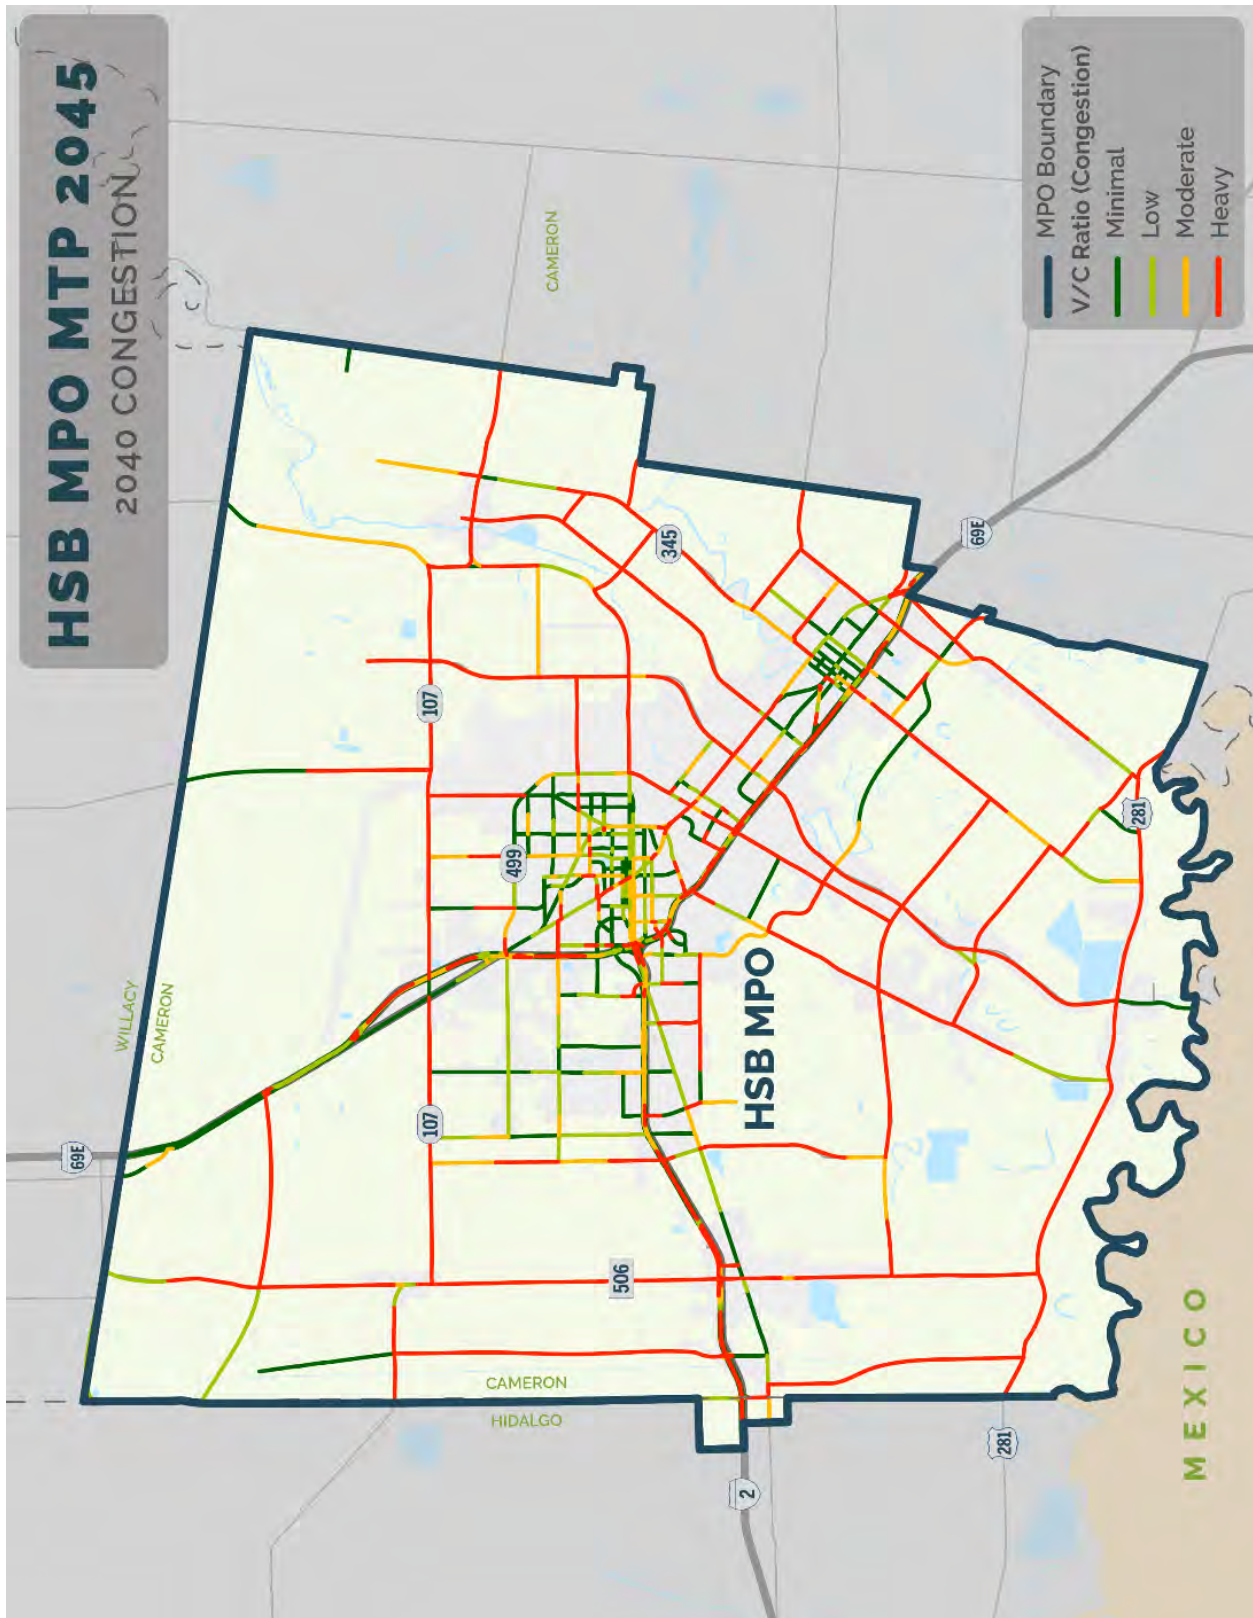 HSB MPO MTP 2045
2040 CONGESTION
MPO Boundary
V/C Ratio (Congestion)
Minimal
Low
Moderate
Heavy
WILLACY
CAMERON
CAMERON
69E
107
107
499
345
69E
506
HSB MPO
281
CAMERON
HIDALGO
2
281
MEXICO